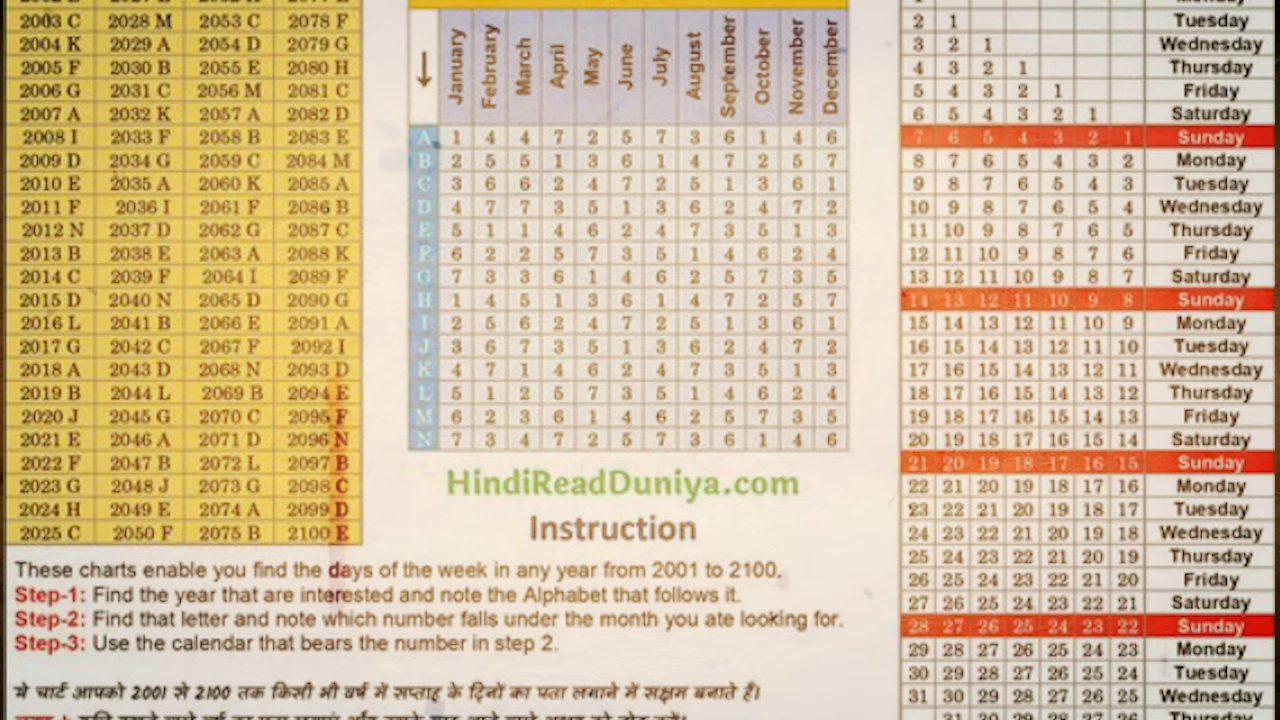 2003 C 2028 M 2053 C 2078 F
2004 K 2029 A 2054 D 2079 G
2005 F 2030 B 2055 E 2080 H
2006 G 2031 C 2056 M 2081 C
2007 A 2032 K 2057 A 2082 D
2008 I 2033 F 2058 B 2083 E
2009 D 2034 G 2059 C 2084 M
2010 E 2035 A 2060 K 2085 A
2011 F 2036 I 2061 F 2086 B
2012 N 2037 D 2062 G 2087 C
2013 B 2038 E 2063 A 2088 K
2014 C 2039 F 2064 I 2089 F
2015 D 2040 N 2065 D 2090 G
2016 L 2041 B 2066 E 2091 A
2017 G 2042 C 2067 F 2092 I
2018 A 2043 D 2068 N 2093 D
2019 B 2044 L 2069 B 2094 E
2020 J 2045 G 2070 C 2095 F
2021 E 2046 A 2071 D 2096 N
2022 F 2047 B 2072 L 2097 B
2023 G 2048 J 2073 G 2098 C
2024 H 2049 E 2074 A 2099 D
2025 C 2050 F 2075 B 2100 E
↓ January February March April May June July August September October November December
A 1 4 4 7 2 5 7 3 6 1 4 6
B 2 5 5 1 3 6 1 4 7 2 5 7
C 3 6 6 2 4 7 2 5 1 3 6 1
D 4 7 7 3 5 1 3 6 2 4 7 2
E 5 1 1 4 6 2 4 7 3 5 1 3
F 6 2 2 5 7 3 5 1 4 6 2 4
G 7 3 3 6 1 4 6 2 5 7 3 5
H 1 4 5 1 3 6 1 4 7 2 5 7
I 2 5 6 2 4 7 2 5 1 3 6 1
J 3 6 7 3 5 1 3 6 2 4 7 2
K 4 7 1 4 6 2 4 7 3 5 1 3
L 5 1 2 5 7 3 5 1 4 6 2 4
M 6 2 3 6 1 4 6 2 5 7 3 5
N 7 3 4 7 2 5 7 3 6 1 4 6
HindiReadDuniya.com
Instruction
These charts enable you find the days of the week in any year from 2001 to 2100.
Step-1: Find the year that are interested and note the Alphabet that follows it.
Step-2: Find that letter and note which number falls under the month you ate looking for.
Step-3: Use the calendar that bears the number in step 2.
ये चार्ट आपको 2001 से 2100 तक किसी भी वर्ष में सप्ताह के दिनों का पता लगाने में सक्षम बनाते हैं।
1 Monday
2 1 Tuesday
3 2 1 Wednesday
4 3 2 1 Thursday
5 4 3 2 1 Friday
6 5 4 3 2 1 Saturday
7 6 5 4 3 2 1 Sunday
8 7 6 5 4 3 2 Monday
9 8 7 6 5 4 3 Tuesday
10 9 8 7 6 5 4 Wednesday
11 10 9 8 7 6 5 Thursday
12 11 10 9 8 7 6 Friday
13 12 11 10 9 8 7 Saturday
14 13 12 11 10 9 8 Sunday
15 14 13 12 11 10 9 Monday
16 15 14 13 12 11 10 Tuesday
17 16 15 14 13 12 11 Wednesday
18 17 16 15 14 13 12 Thursday
19 18 17 16 15 14 13 Friday
20 19 18 17 16 15 14 Saturday
21 20 19 18 17 16 15 Sunday
22 21 20 19 18 17 16 Monday
23 22 21 20 19 18 17 Tuesday
24 23 22 21 20 19 18 Wednesday
25 24 23 22 21 20 19 Thursday
26 25 24 23 22 21 20 Friday
27 26 25 24 23 22 21 Saturday
28 27 26 25 24 23 22 Sunday
29 28 27 26 25 24 23 Monday
30 29 28 27 26 25 24 Tuesday
31 30 29 28 27 26 25 Wednesday
31 30 29 28 27 26 Thursday